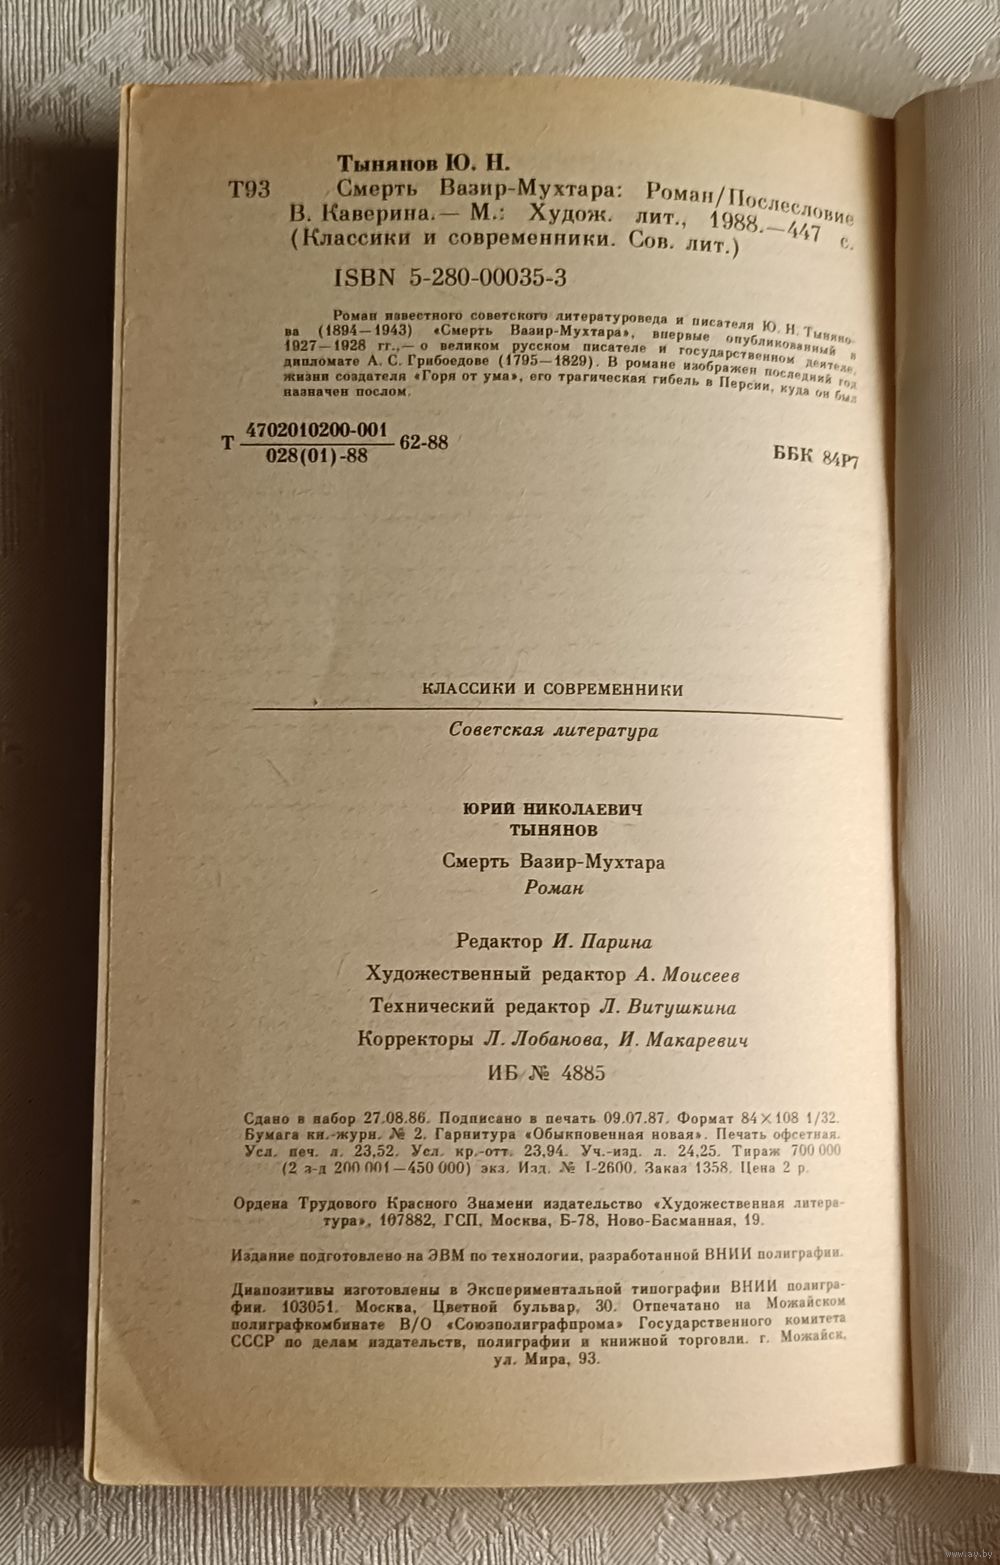 Тынянов Ю. Н.
Т93 Смерть Вазир-Мухтара: Роман/Послесловие
В. Каверина.— М.: Худож. лит., 1988.—447 с.
(Классики и современники. Сов. лит.)
ISBN 5-280-00035-3
Роман известного советского литературоведа и писателя Ю. Н. Тыняно-
ва (1894—1943) «Смерть Вазир-Мухтара», впервые опубликованный в
1927—1928 гг.,— о великом русском писателе и государственном деятеле,
дипломате А. С. Грибоедове (1795—1829). В романе изображен последний год
жизни создателя «Горя от ума», его трагическая гибель в Персии, куда он был
назначен послом.
Т 4702010200-001
028(01)-88 62-88
ББК 84Р7
КЛАССИКИ И СОВРЕМЕННИКИ
Советская литература
ЮРИЙ НИКОЛАЕВИЧ
ТЫНЯНОВ
Смерть Вазир-Мухтара
Роман
Редактор И. Парина
Художественный редактор А. Моисеев
Технический редактор Л. Витушкина
Корректоры Л. Лобанова, И. Макаревич
ИБ № 4885
Сдано в набор 27.08.86. Подписано в печать 09.07.87. Формат 84×108 1/32.
Бумага кн.-журн. № 2. Гарнитура «Обыкновенная новая». Печать офсетная.
Усл. печ. л. 23,52. Усл. кр.-отт. 23,94. Уч.-изд. л. 24,25. Тираж 700 000
(2 з-д 200 001—450 000) экз. Изд. № I-2600. Заказ 1358. Цена 2 р.
Ордена Трудового Красного Знамени издательство «Художественная литера-
тура», 107882, ГСП, Москва, Б-78, Ново-Басманная, 19.
Издание подготовлено на ЭВМ по технологии, разработанной ВНИИ полиграфии.
Диапозитивы изготовлены в Экспериментальной типографии ВНИИ полигра-
фии. 103051. Москва, Цветной бульвар, 30. Отпечатано на Можайском
полиграфкомбинате В/О «Союзполиграфпрома» Государственного комитета
СССР по делам издательств, полиграфии и книжной торговли. г. Можайск,
ул. Мира, 93.
www.ay.by